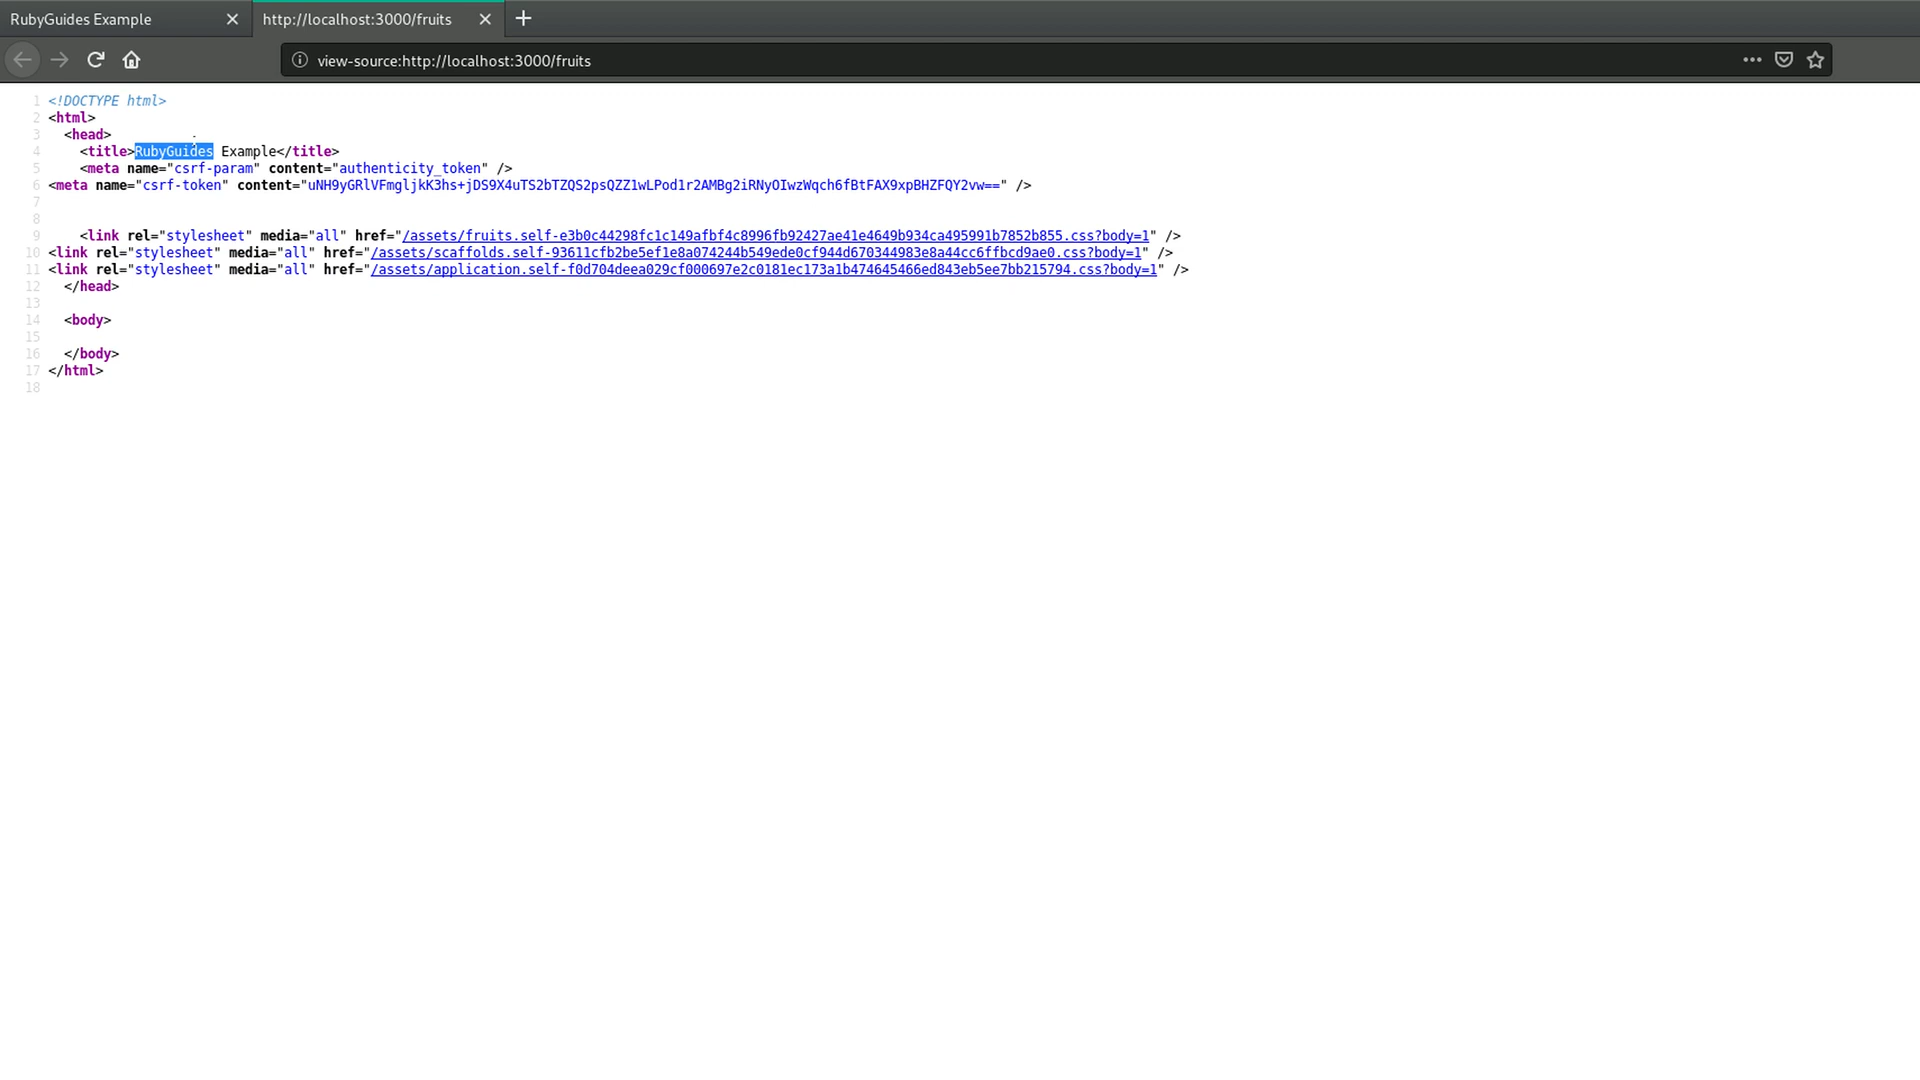 RubyGuides Example
http://localhost:3000/fruits
view-source:http://localhost:3000/fruits
1 <!DOCTYPE html>
2 <html>
3 <head>
4 <title>RubyGuides Example</title>
5 <meta name="csrf-param" content="authenticity_token" />
6 <meta name="csrf-token" content="uNH9yGRlVFmgljkK3hs+jDS9X4uTS2bTZQS2psQZZ1wLPod1r2AMBg2iRNyOIwzWqch6fBtFAX9xpBHZFQY2vw==" />
7
8
9 <link rel="stylesheet" media="all" href="/assets/fruits.self-e3b0c44298fc1c149afbf4c8996fb92427ae41e4649b934ca495991b7852b855.css?body=1" />
10 <link rel="stylesheet" media="all" href="/assets/scaffolds.self-93611cfb2be5ef1e8a074244b549ede0cf944d670344983e8a44cc6ffbcd9ae0.css?body=1" />
11 <link rel="stylesheet" media="all" href="/assets/application.self-f0d704deea029cf000697e2c0181ec173a1b474645466ed843eb5ee7bb215794.css?body=1" />
12 </head>
13
14 <body>
15
16 </body>
17 </html>
18